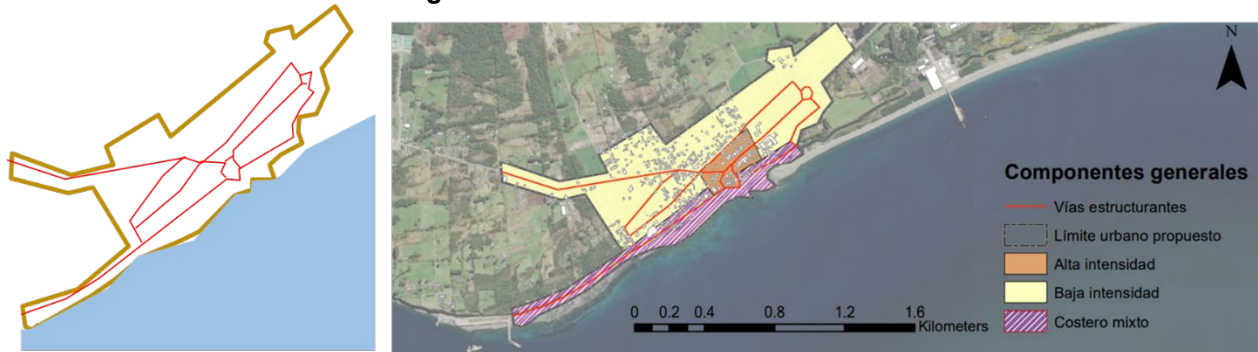 N
Componentes generales
Vías estructurantes
Límite urbano propuesto
Alta intensidad
Baja intensidad
Costero mixto
0 0.2 0.4 0.8 1.2 1.6
Kilometers